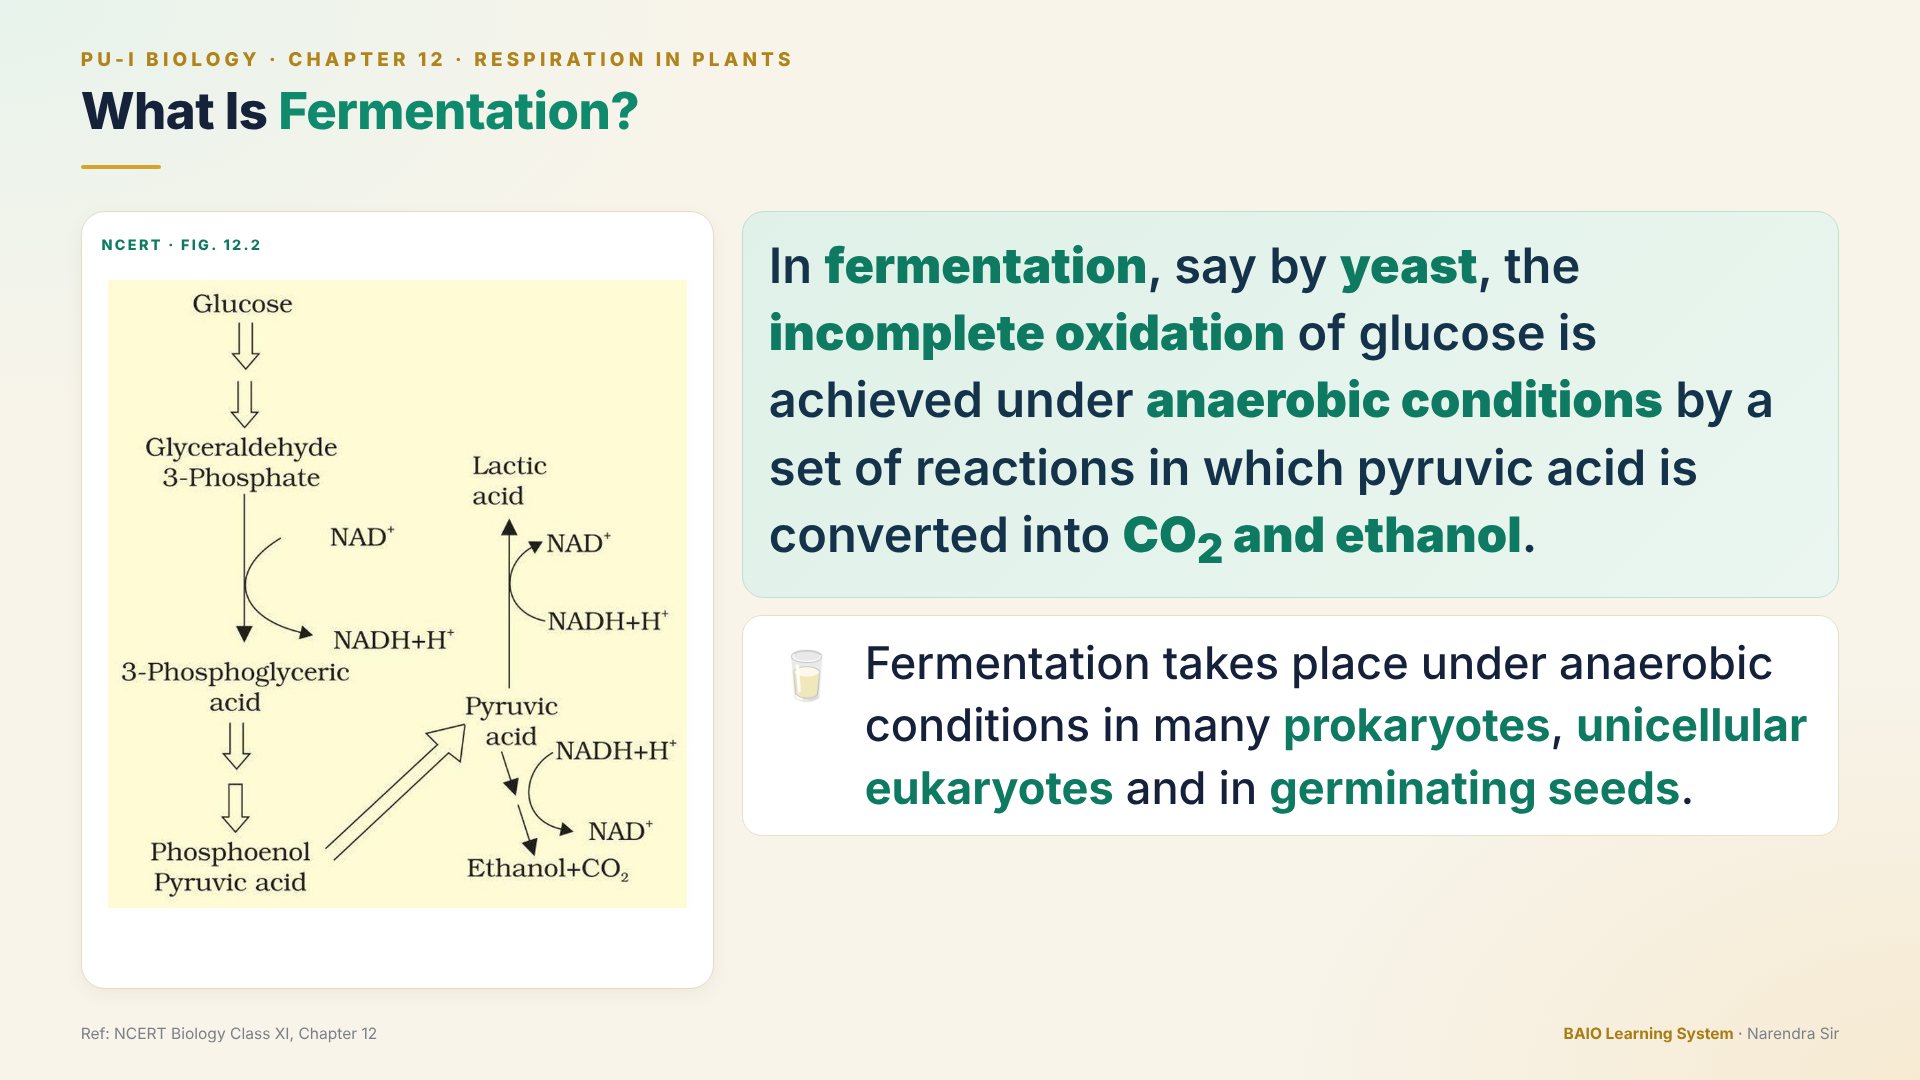 PU-I BIOLOGY · CHAPTER 12 · RESPIRATION IN PLANTS
What Is Fermentation?
NCERT · FIG. 12.2
Glucose
Glyceraldehyde
3-Phosphate
NAD⁺
NADH+H⁺
3-Phosphoglyceric
acid
Phosphoenol
Pyruvic acid
Lactic
acid
NAD⁺
NADH+H⁺
Pyruvic
acid
NADH+H⁺
NAD⁺
Ethanol+CO₂
In fermentation, say by yeast, the
incomplete oxidation of glucose is
achieved under anaerobic conditions by a
set of reactions in which pyruvic acid is
converted into CO₂ and ethanol.
Fermentation takes place under anaerobic
conditions in many prokaryotes, unicellular
eukaryotes and in germinating seeds.
Ref: NCERT Biology Class XI, Chapter 12
BAIO Learning System · Narendra Sir